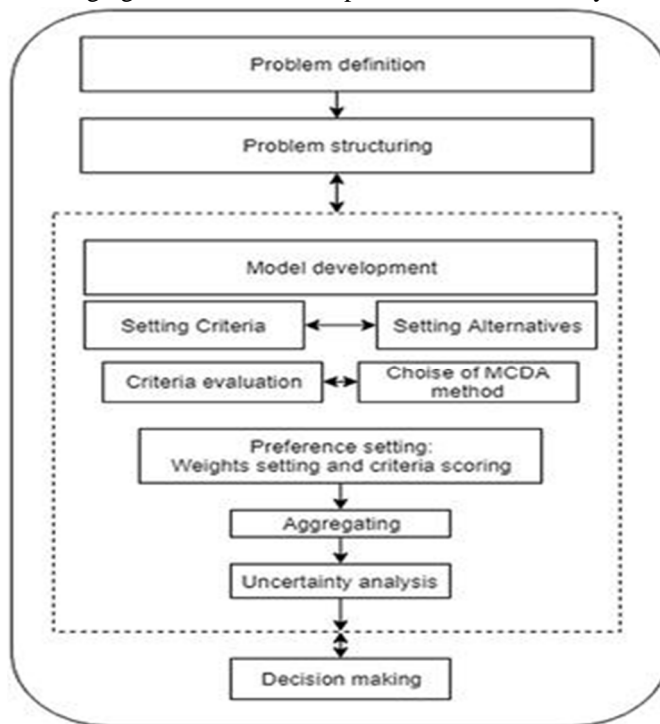 Problem definition
Problem structuring
Model development
Setting Criteria
Setting Alternatives
Criteria evaluation
Choise of MCDA
method
Preference setting:
Weights setting and criteria scoring
Aggregating
Uncertainty analysis
Decision making